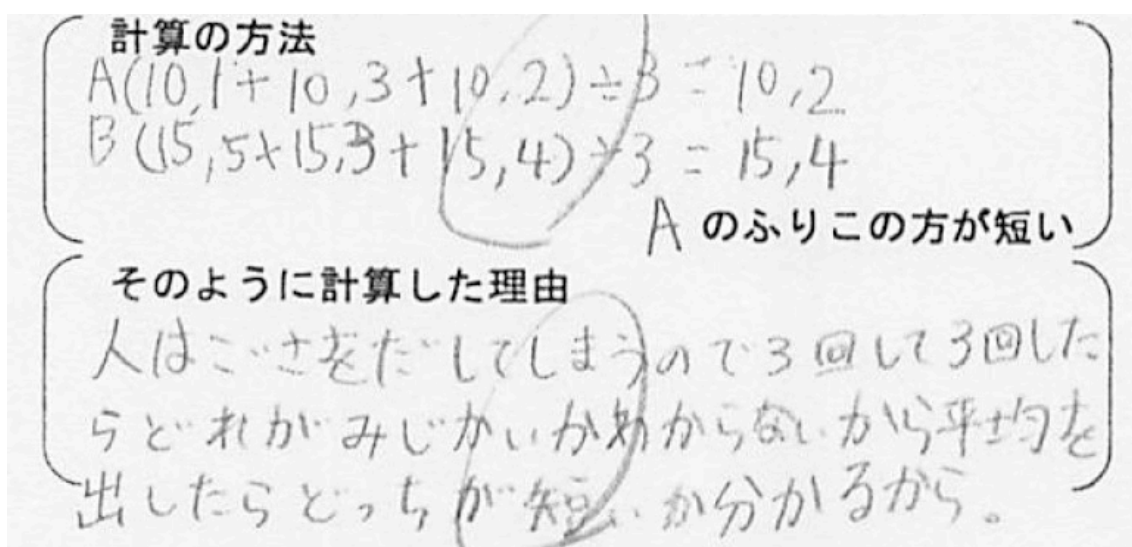 計算の方法
A(10,1+10,3+10,2)÷3=10,2
B(15,5+15,3+15,4)÷3=15,4
Aのふりこの方が短い
そのように計算した理由
人はごさをだしてしまうので3回して3回した
らどれがみじかいかわからないから平均を
出したらどっちが短いか分かるから。